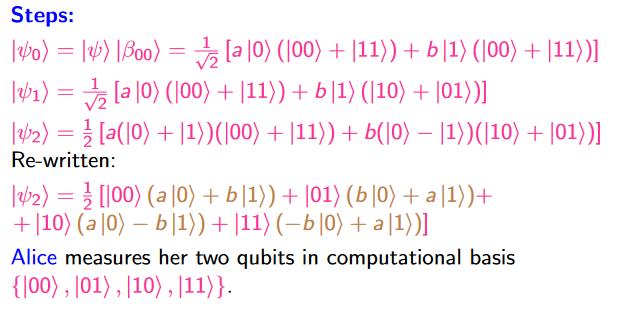 Steps:
|ψ₀⟩ = |ψ⟩ |β₀₀⟩ = 1/√2 [a |0⟩ (|00⟩ + |11⟩) + b |1⟩ (|00⟩ + |11⟩)]
|ψ₁⟩ = 1/√2 [a |0⟩ (|00⟩ + |11⟩) + b |1⟩ (|10⟩ + |01⟩)]
|ψ₂⟩ = 1/2 [a(|0⟩ + |1⟩)(|00⟩ + |11⟩) + b(|0⟩ − |1⟩)(|10⟩ + |01⟩)]
Re-written:
|ψ₂⟩ = 1/2 [|00⟩ (a |0⟩ + b |1⟩) + |01⟩ (b |0⟩ + a |1⟩)+
+ |10⟩ (a |0⟩ − b |1⟩) + |11⟩ (−b |0⟩ + a |1⟩)]
Alice measures her two qubits in computational basis
{|00⟩ , |01⟩ , |10⟩ , |11⟩}.